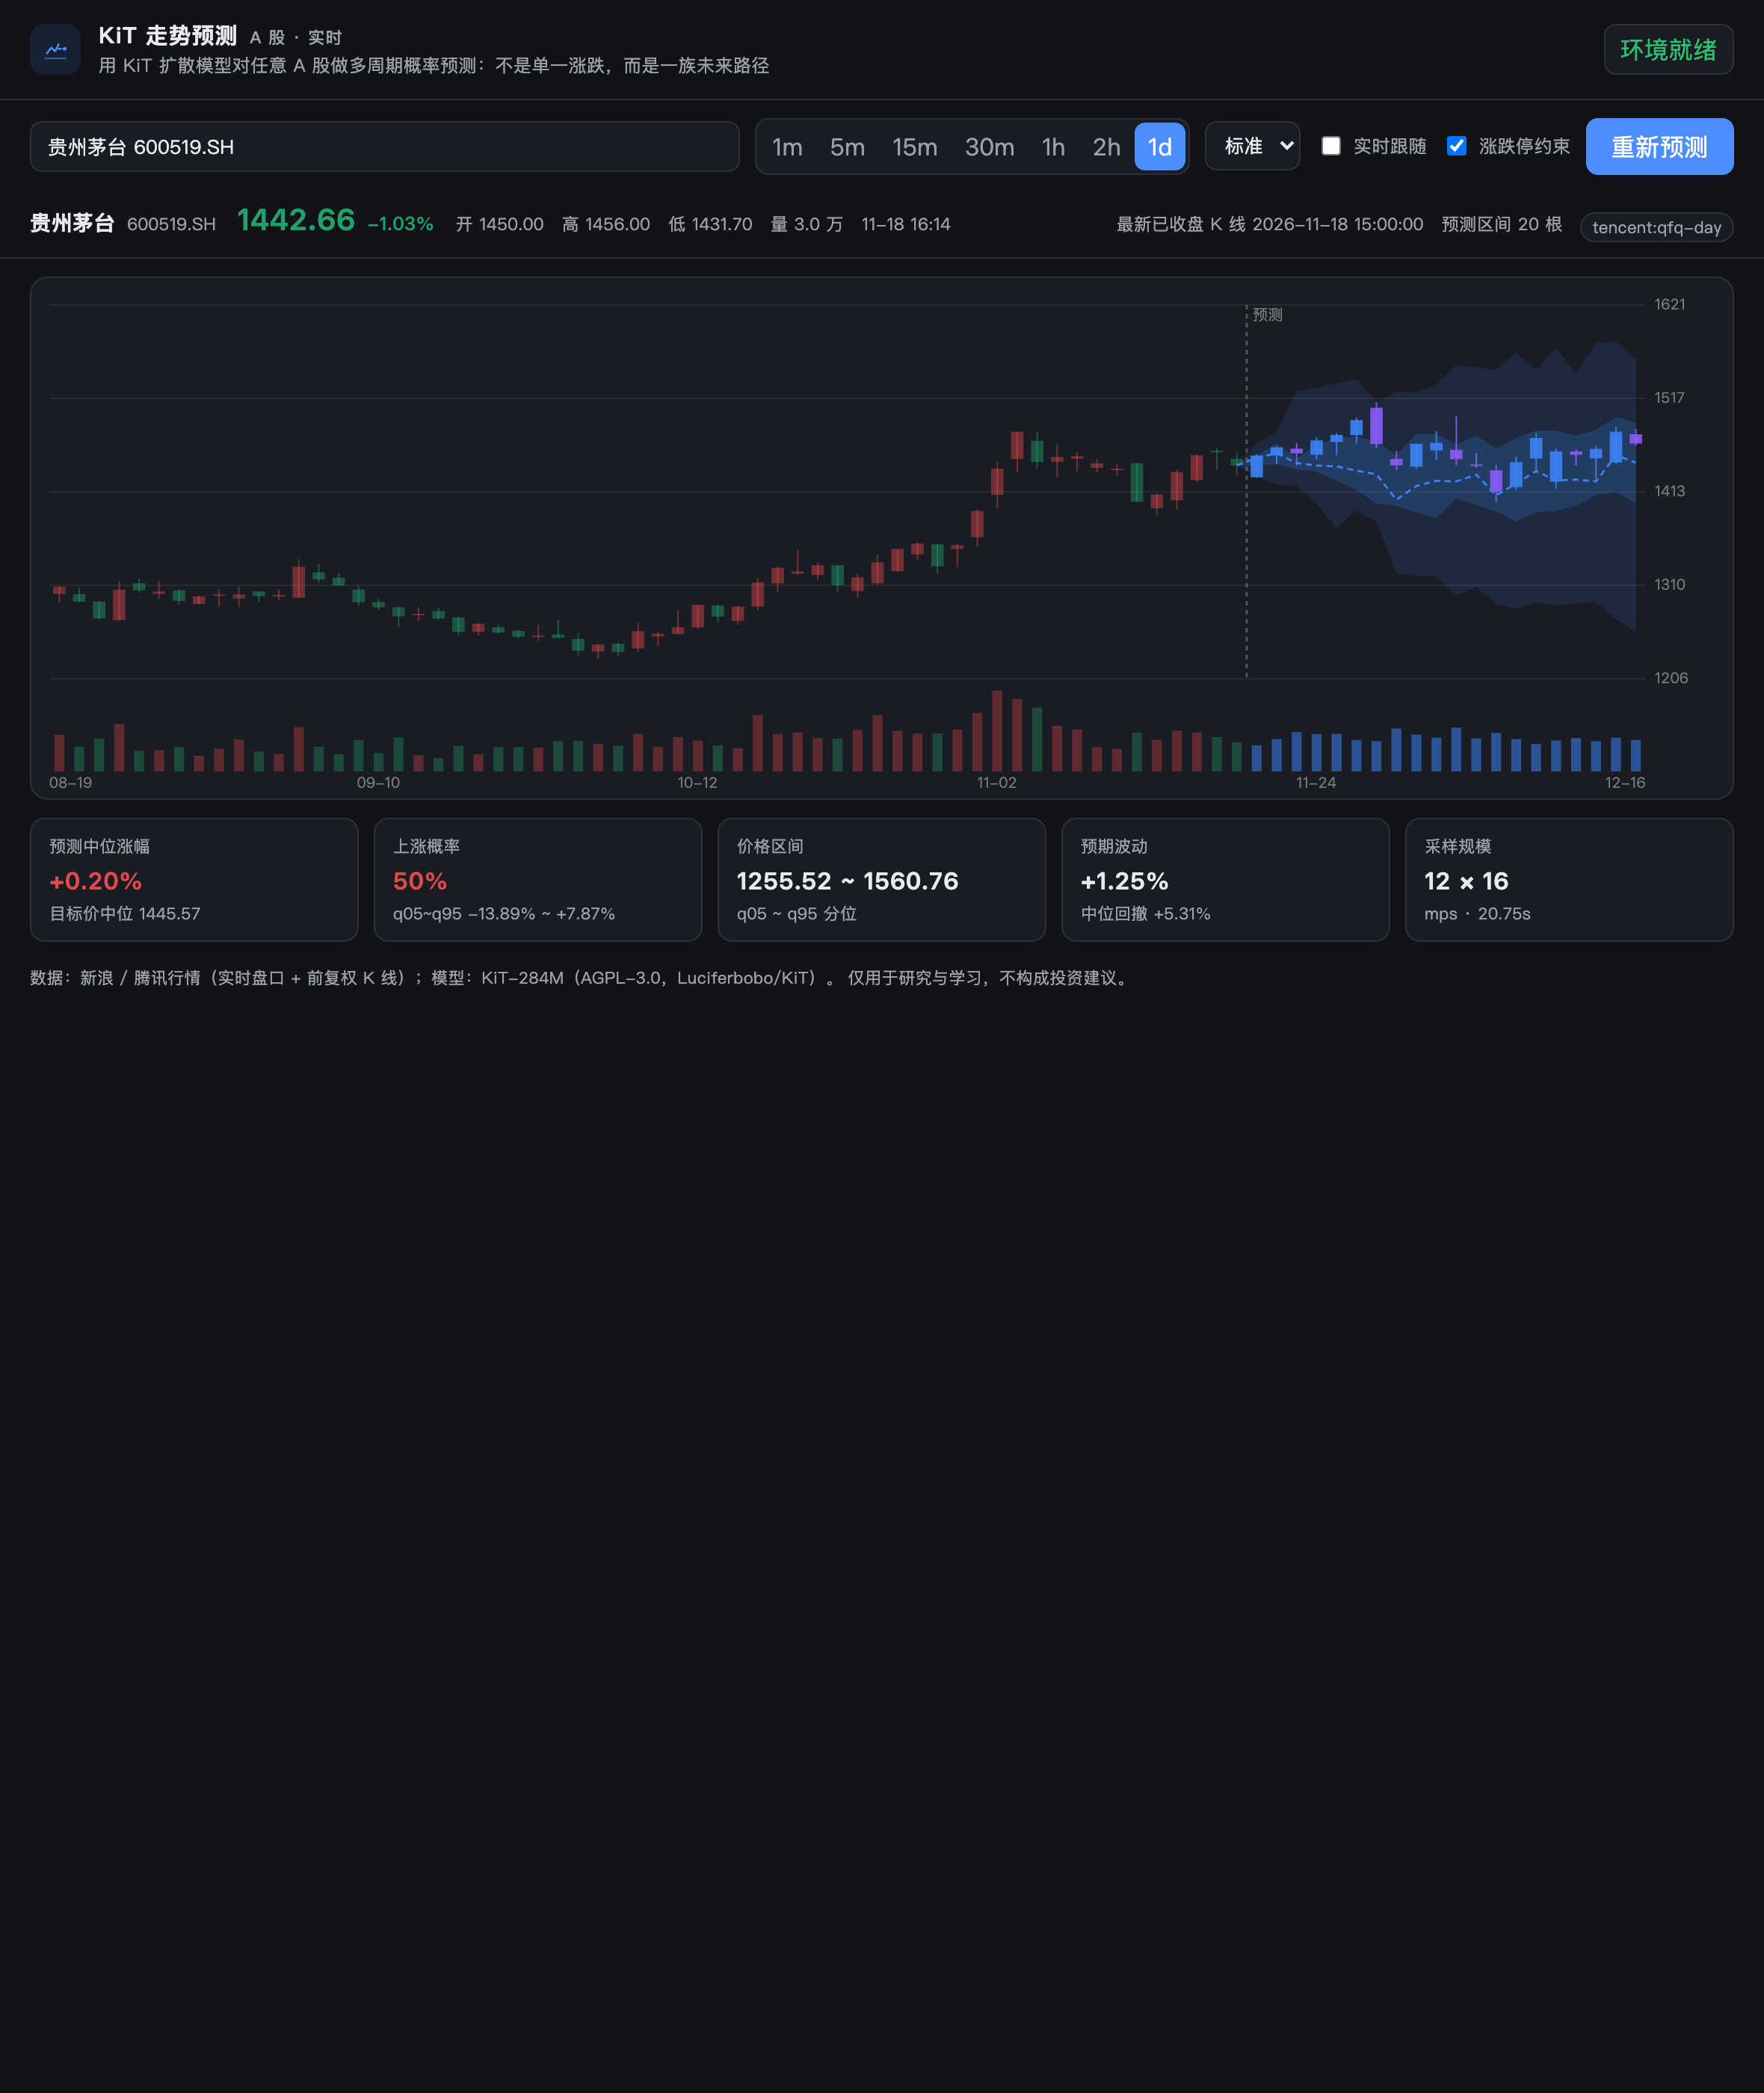 KiT 走势预测 A 股 · 实时
用 KiT 扩散模型对任意 A 股做多周期概率预测：不是单一涨跌，而是一族未来路径
环境就绪
贵州茅台 600519.SH
1m 5m 15m 30m 1h 2h 1d
标准
实时跟随
涨跌停约束
重新预测
贵州茅台 600519.SH 1442.66 −1.03% 开 1450.00 高 1456.00 低 1431.70 量 3.0 万 11−18 16:14
最新已收盘 K 线 2026−11−18 15:00:00 预测区间 20 根 tencent:qfq−day
预测
1621
1517
1413
1310
1206
08−19 09−10 10−12 11−02 11−24 12−16
预测中位涨幅
+0.20%
目标价中位 1445.57
上涨概率
50%
q05~q95 −13.89% ~ +7.87%
价格区间
1255.52 ~ 1560.76
q05 ~ q95 分位
预期波动
+1.25%
中位回撤 +5.31%
采样规模
12 × 16
mps · 20.75s
数据：新浪 / 腾讯行情（实时盘口 + 前复权 K 线）；模型：KiT−284M（AGPL−3.0，Luciferbobo/KiT）。 仅用于研究与学习，不构成投资建议。